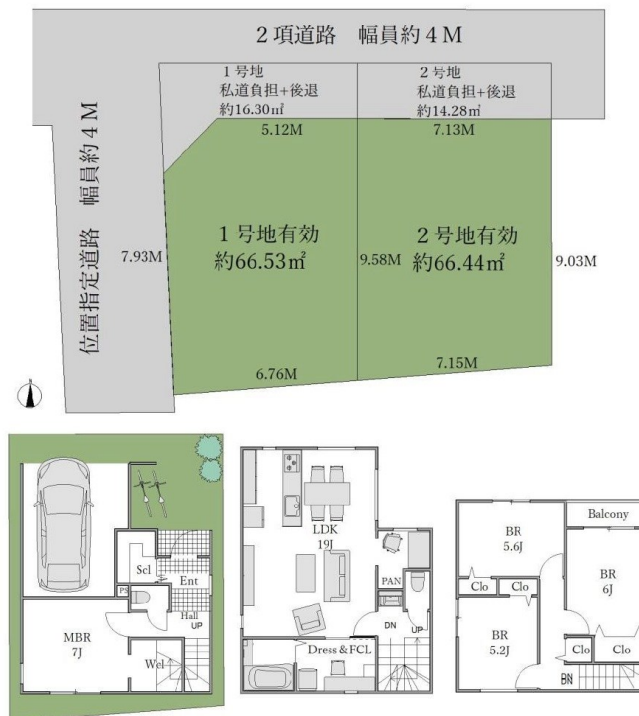 2項道路 幅員約4M
1号地
私道負担+後退
約16.30㎡
2号地
私道負担+後退
約14.28㎡
5.12M
7.13M
位置指定道路 幅員約4M
7.93M
1号地有効
約66.53㎡
9.58M
2号地有効
約66.44㎡
9.03M
6.76M
7.15M
Scl
Ent
PS
Hall
UP
MBR
7J
Wcl
LDK
19J
PAN
DN
UP
Dress&FCL
BR
5.6J
Balcony
BR
6J
Clo
Clo
BR
5.2J
Clo
Clo
DN